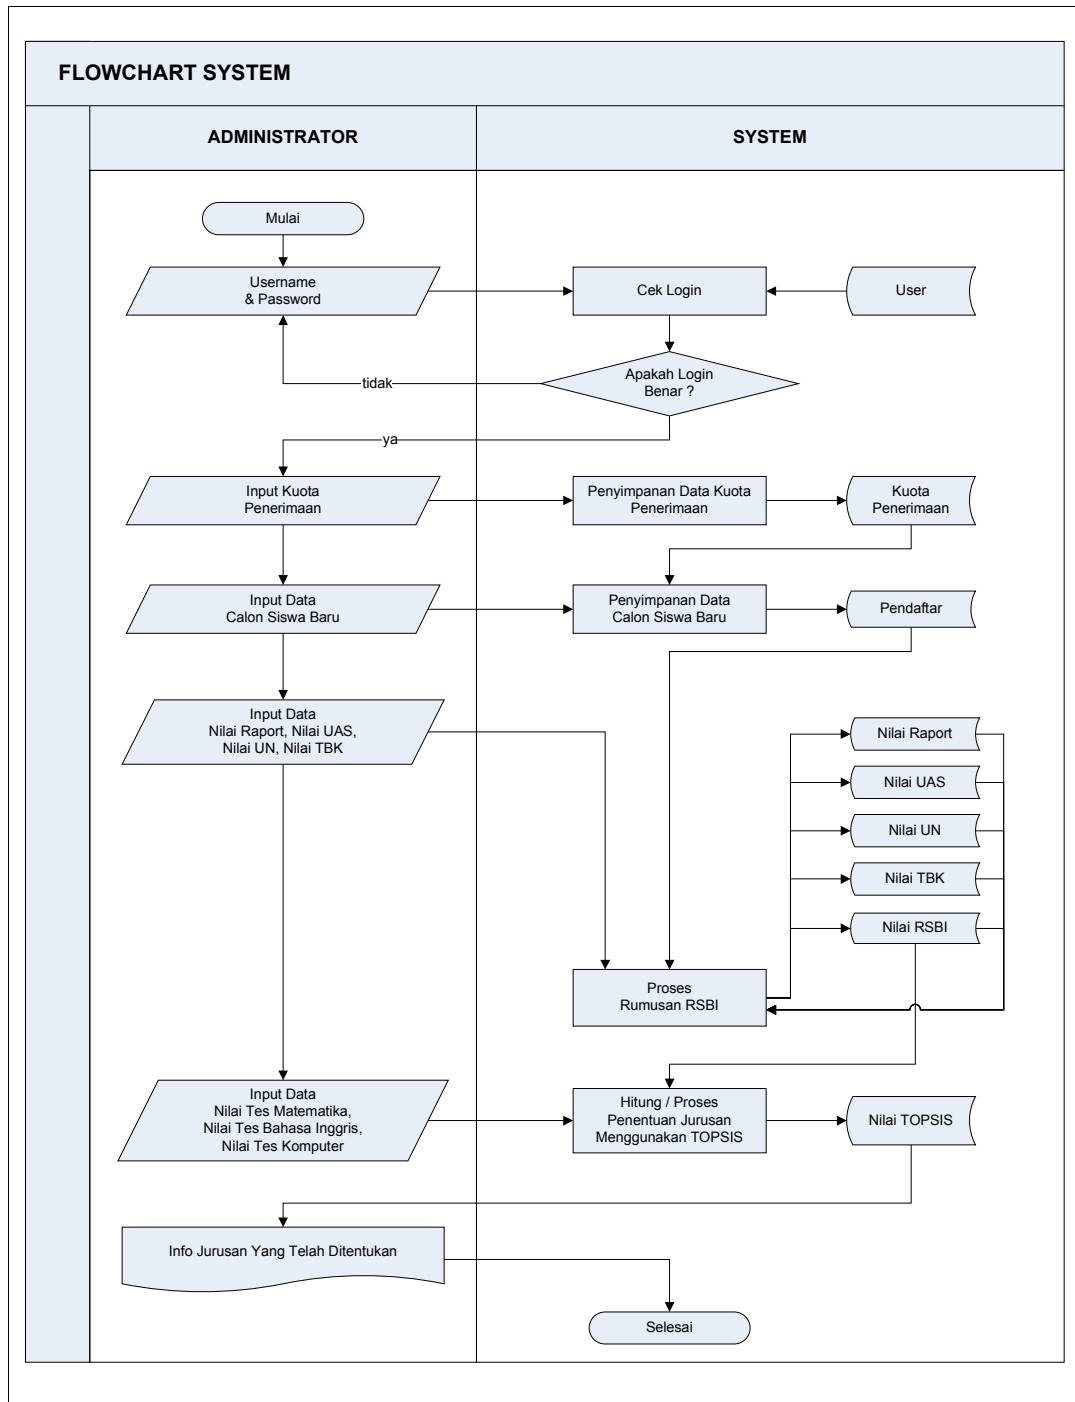 FLOWCHART SYSTEM
ADMINISTRATOR
SYSTEM
Mulai
Username
& Password
Cek Login
User
Apakah Login
Benar ?
tidak
ya
Input Kuota
Penerimaan
Penyimpanan Data Kuota
Penerimaan
Kuota
Penerimaan
Input Data
Calon Siswa Baru
Penyimpanan Data
Calon Siswa Baru
Pendaftar
Input Data
Nilai Raport, Nilai UAS,
Nilai UN, Nilai TBK
Nilai Raport
Nilai UAS
Nilai UN
Nilai TBK
Nilai RSBI
Proses
Rumusan RSBI
Input Data
Nilai Tes Matematika,
Nilai Tes Bahasa Inggris,
Nilai Tes Komputer
Hitung / Proses
Penentuan Jurusan
Menggunakan TOPSIS
Nilai TOPSIS
Info Jurusan Yang Telah Ditentukan
Selesai